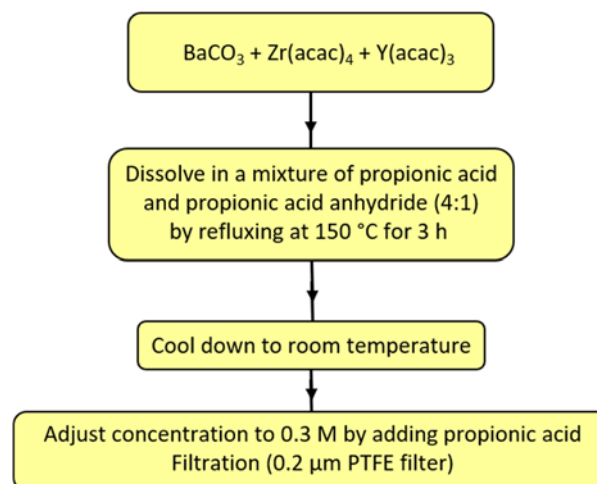 BaCO₃ + Zr(acac)₄ + Y(acac)₃
Dissolve in a mixture of propionic acid
and propionic acid anhydride (4:1)
by refluxing at 150 °C for 3 h
Cool down to room temperature
Adjust concentration to 0.3 M by adding propionic acid
Filtration (0.2 µm PTFE filter)